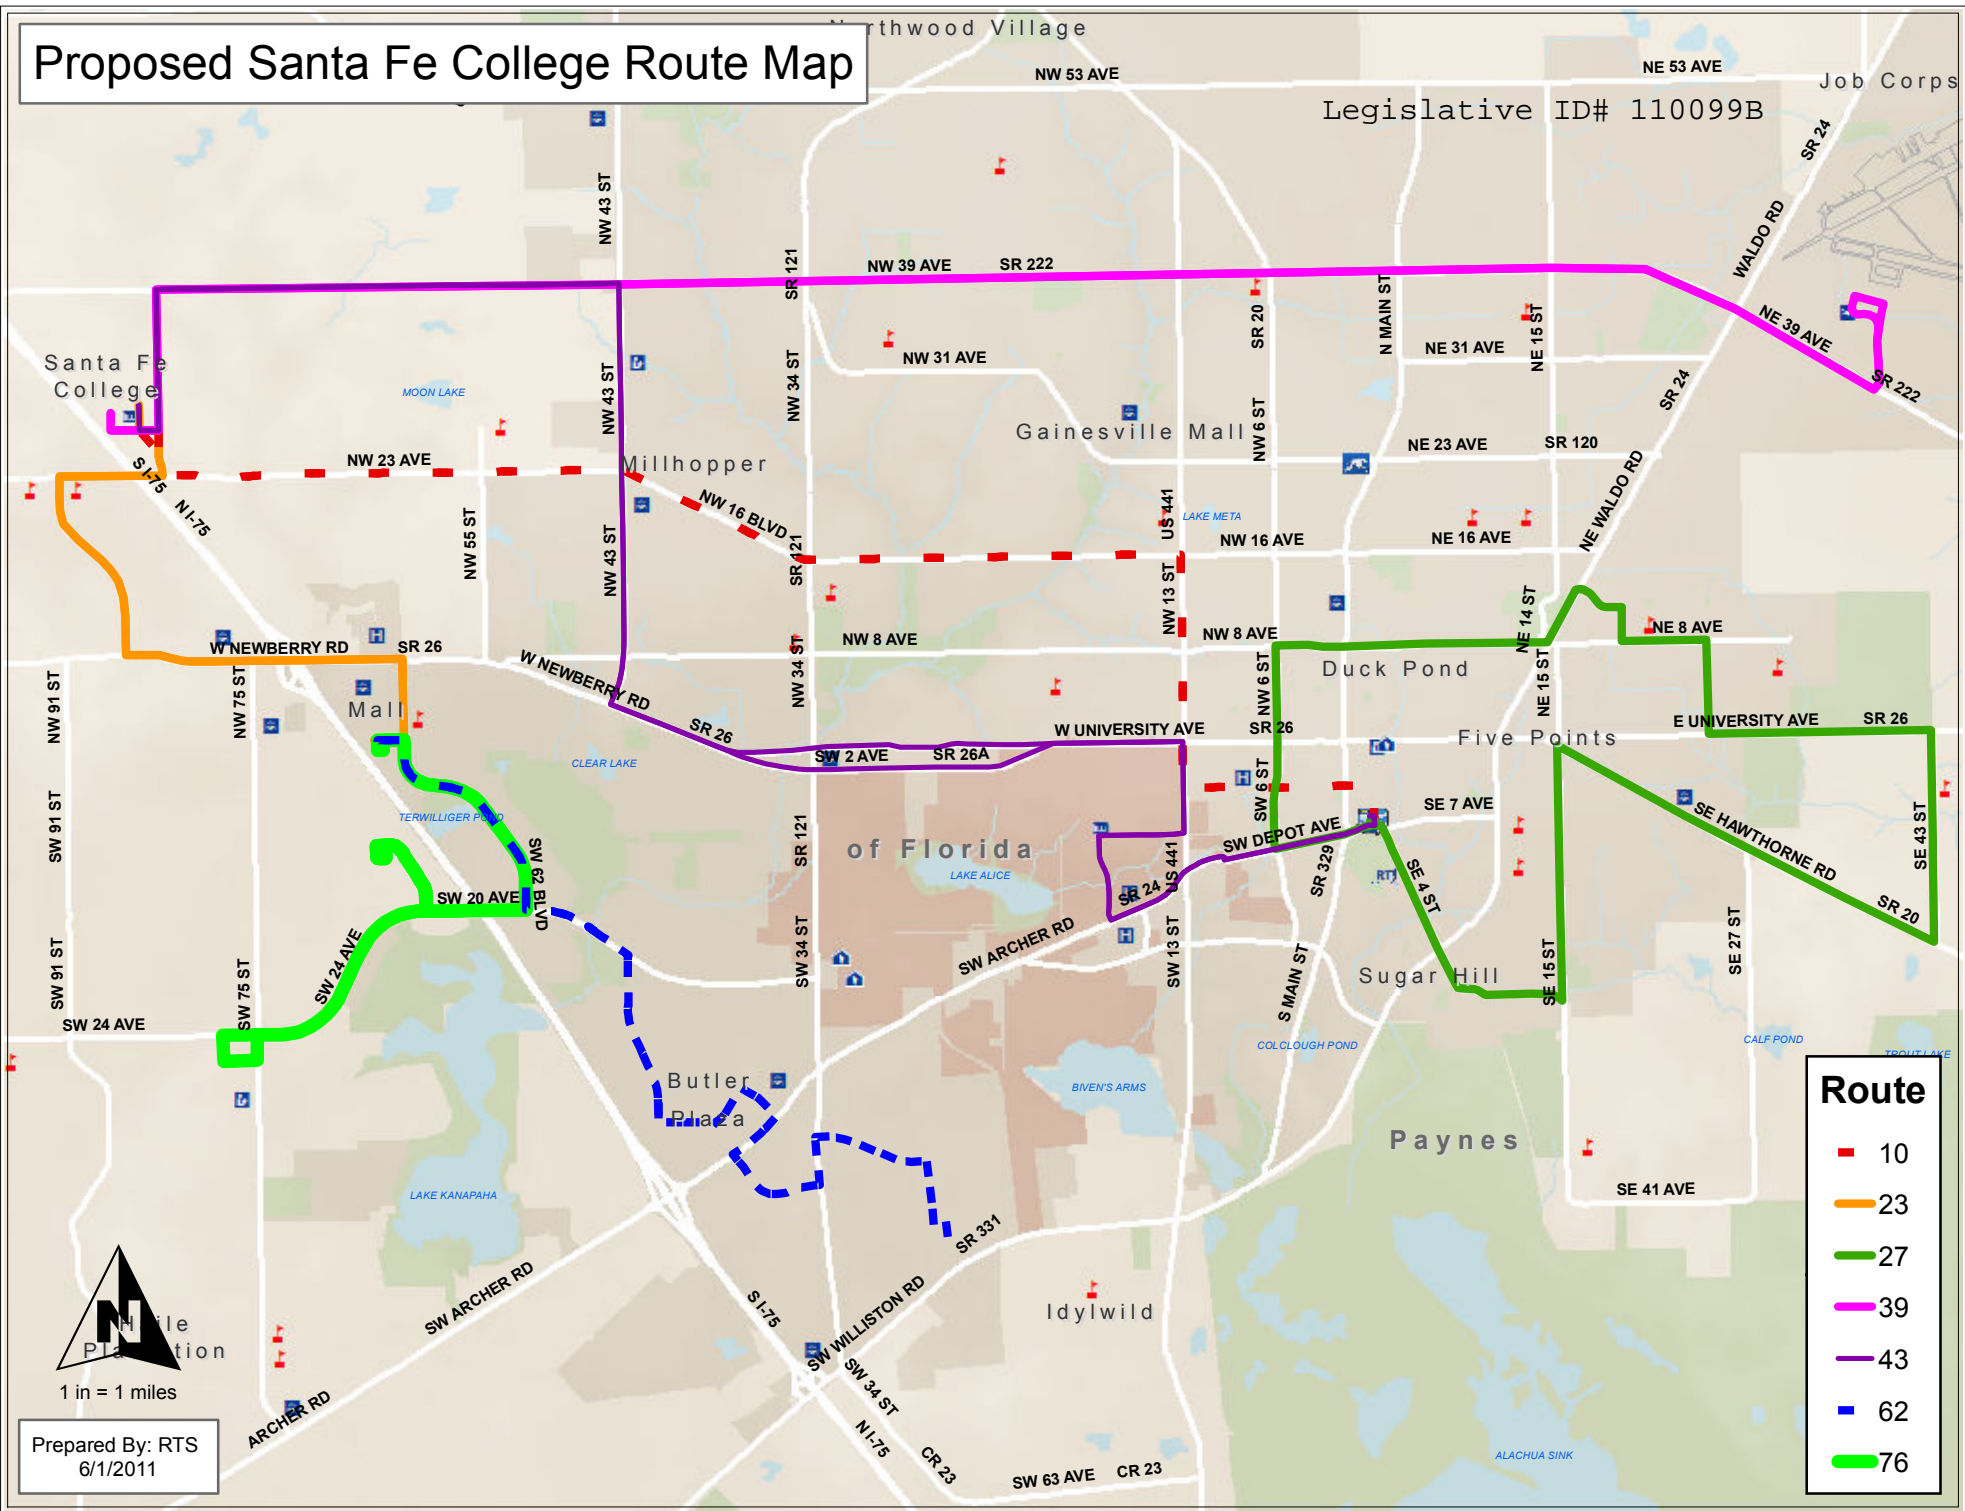 Proposed Santa Fe College Route Map
Northwood Village
NW 53 AVE
NE 53 AVE
Job Corps
Legislative ID# 110099B
SR 24
NW 43 ST
WALDO RD
SR 121
NW 39 AVE
SR 222
SR 20
N MAIN ST
NE 15 ST
NE 39 AVE
SR 222
Santa Fe
College
MOON LAKE
NW 43 ST
NW 34 ST
NW 31 AVE
NE 31 AVE
SR 24
Gainesville Mall
NW 6 ST
NE 23 AVE
SR 120
NW 23 AVE
Millhopper
S I-75
N I-75
NW 16 BLVD
US 441
LAKE META
NE WALDO RD
NW 55 ST
NW 43 ST
SR 121
NW 16 AVE
NE 16 AVE
NW 13 ST
NE 14 ST
W NEWBERRY RD
SR 26
NW 8 AVE
NW 8 AVE
NE 8 AVE
NW 91 ST
NW 75 ST
W NEWBERRY RD
NW 34 ST
NW 6 ST
Duck Pond
NE 15 ST
Mall
SR 26
W UNIVERSITY AVE
SR 26
Five Points
E UNIVERSITY AVE
SR 26
CLEAR LAKE
SW 2 AVE
SR 26A
SW 6 ST
SW 91 ST
TERWILLIGER POND
SR 121
of Florida
LAKE ALICE
SW DEPOT AVE
SE 7 AVE
SE HAWTHORNE RD
SE 43 ST
SW 62 BLVD
US 441
SR 329
RTS
SE 4 ST
SW 20 AVE
SR 24
SR 20
SW 91 ST
SW 75 ST
SW 24 AVE
SW 34 ST
SW ARCHER RD
SW 13 ST
S MAIN ST
Sugar Hill
SE 15 ST
SE 27 ST
SW 24 AVE
COLCLOUGH POND
CALF POND
TROUT LAKE
Butler
Plaza
BIVEN'S ARMS
Paynes
LAKE KANAPAHA
SE 41 AVE
SR 331
SW ARCHER RD
S I-75
SW WILLISTON RD
Idylwild
N
Haile
Plantation
1 in = 1 miles
ARCHER RD
SW 34 ST
N I-75
CR 23
SW 63 AVE
CR 23
ALACHUA SINK
Prepared By: RTS
6/1/2011
Route
10
23
27
39
43
62
76